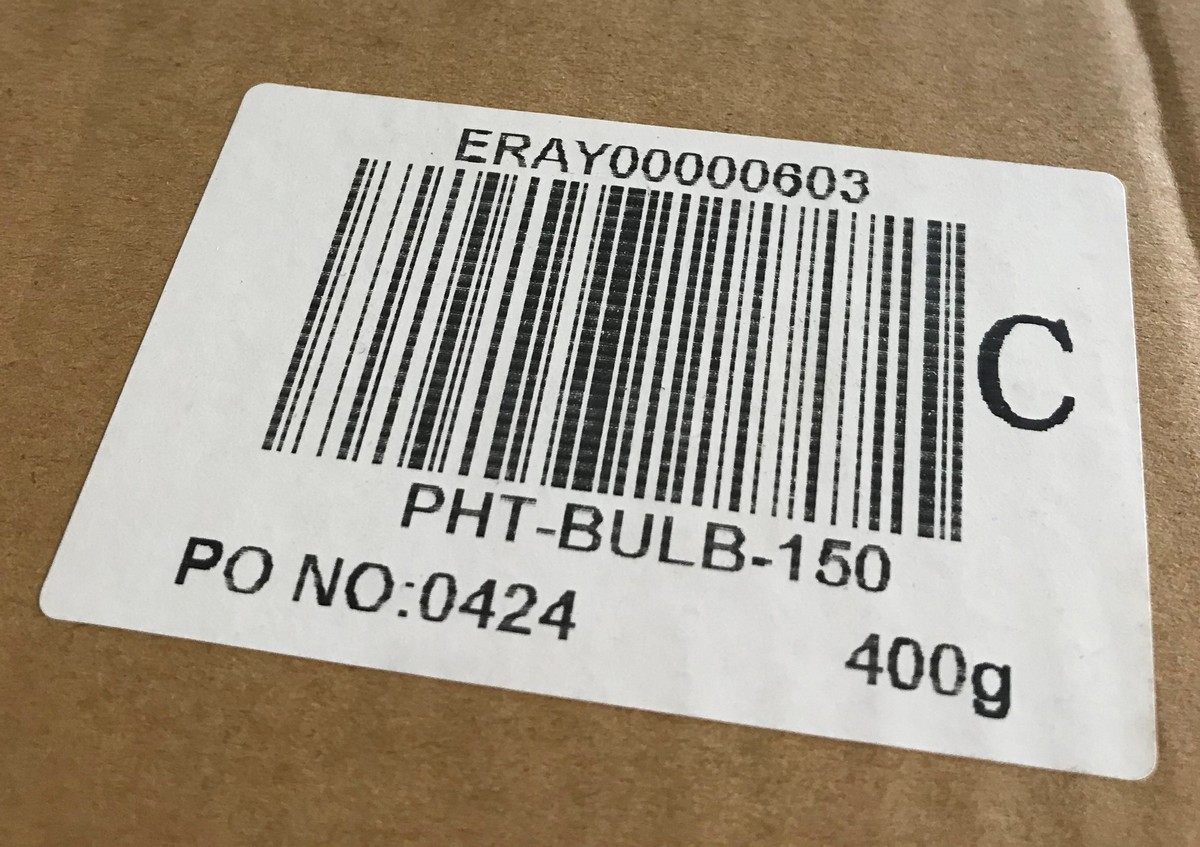 ERAY00000603
C
PHT-BULB-150
PO NO:0424
400g